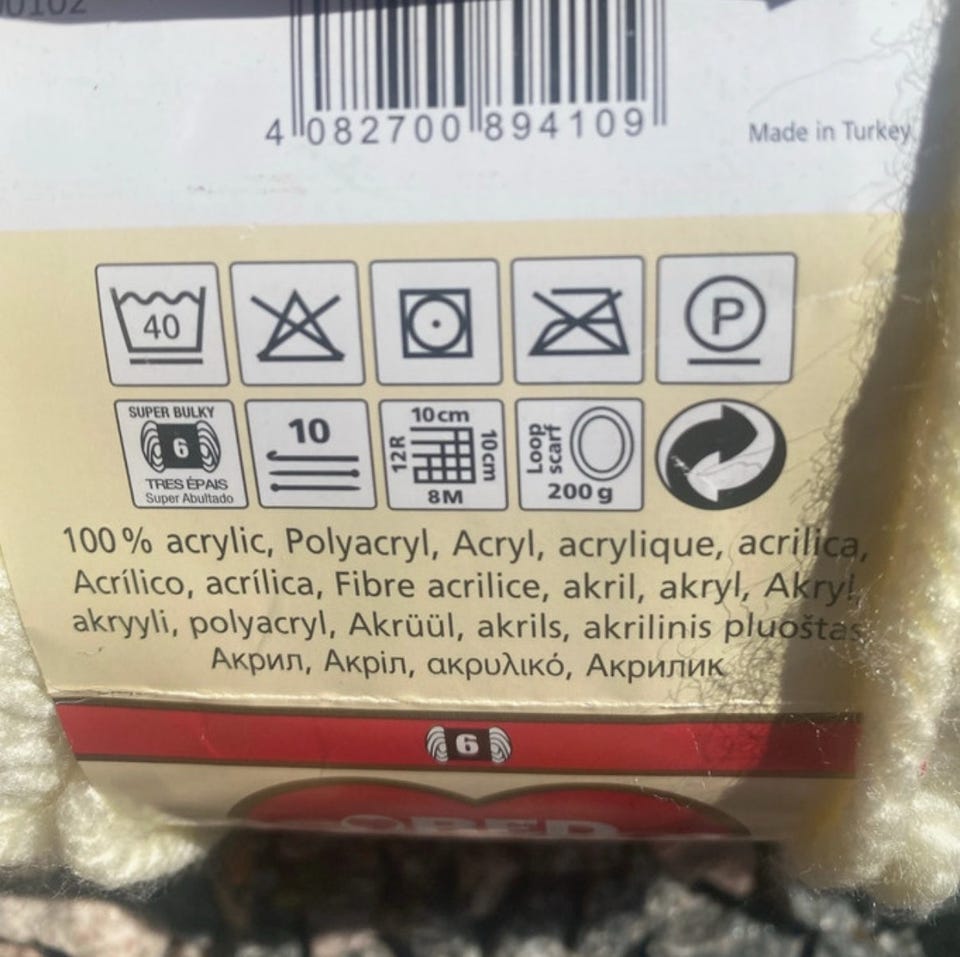 4 082700 894109
Made in Turkey
40
P
SUPER BULKY
6
TRES ÉPAIS
Super Abultado
10
10cm
12R
10cm
8M
Loop
scarf
200g
100% acrylic, Polyacryl, Acryl, acrylique, acrilica,
Acrílico, acrílica, Fibre acrilice, akril, akryl, Akryl,
akryyli, polyacryl, Akrüül, akrils, akrilinis pluoštas
Акрил, Акріл, ακρυλικό, Акрилик
6
RED